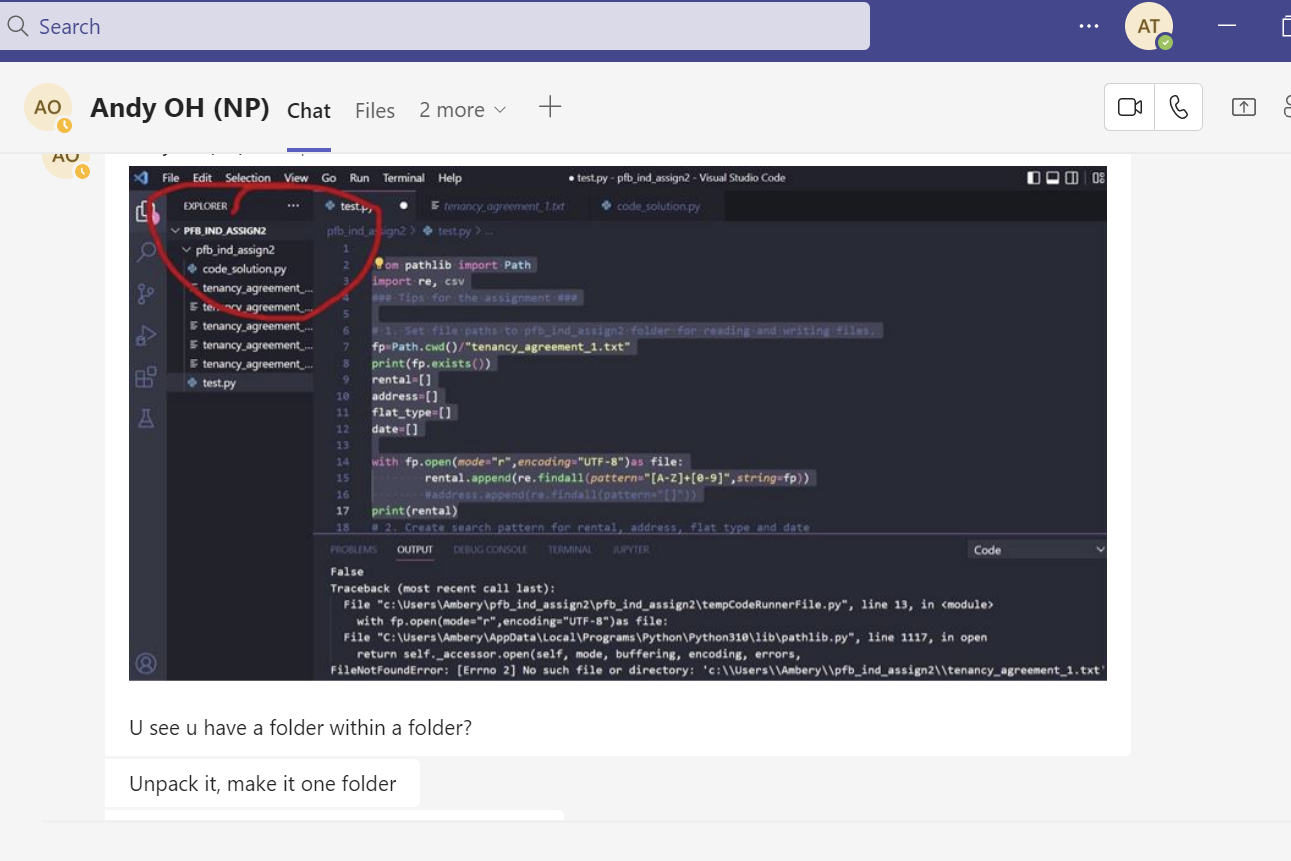 Search
AT
AO
Andy OH (NP)
Chat
Files
2 more
AO
File Edit Selection View Go Run Terminal Help
● test.py - pfb_ind_assign2 - Visual Studio Code
EXPLORER
PFB_IND_ASSIGN2
pfb_ind_assign2
code_solution.py
tenancy_agreement_...
tenancy_agreement_...
tenancy_agreement_...
tenancy_agreement_...
tenancy_agreement_...
test.py
test.py ●
tenancy_agreement_1.txt
code_solution.py
pfb_ind_assign2 > test.py > ...
1
2 om pathlib import Path
3 import re, csv
4 ### Tips for the assignment ###
5
6 # 1. Set file paths to pfb_ind_assign2 folder for reading and writing files.
7 fp=Path.cwd()/"tenancy_agreement_1.txt"
8 print(fp.exists())
9 rental=[]
10 address=[]
11 flat_type=[]
12 date=[]
13
14 with fp.open(mode="r",encoding="UTF-8")as file:
15 rental.append(re.findall(pattern="[A-Z]+[0-9]",string=fp))
16 #address.append(re.findall(pattern="[]"))
17 print(rental)
18 # 2. Create search pattern for rental, address, flat type and date
PROBLEMS OUTPUT DEBUG CONSOLE TERMINAL JUPYTER
Code
False
Traceback (most recent call last):
File "c:\Users\Ambery\pfb_ind_assign2\pfb_ind_assign2\tempCodeRunnerFile.py", line 13, in <module>
with fp.open(mode="r",encoding="UTF-8")as file:
File "C:\Users\Ambery\AppData\Local\Programs\Python\Python310\lib\pathlib.py", line 1117, in open
return self._accessor.open(self, mode, buffering, encoding, errors,
FileNotFoundError: [Errno 2] No such file or directory: 'c:\\Users\\Ambery\\pfb_ind_assign2\\tenancy_agreement_1.txt'
U see u have a folder within a folder?
Unpack it, make it one folder